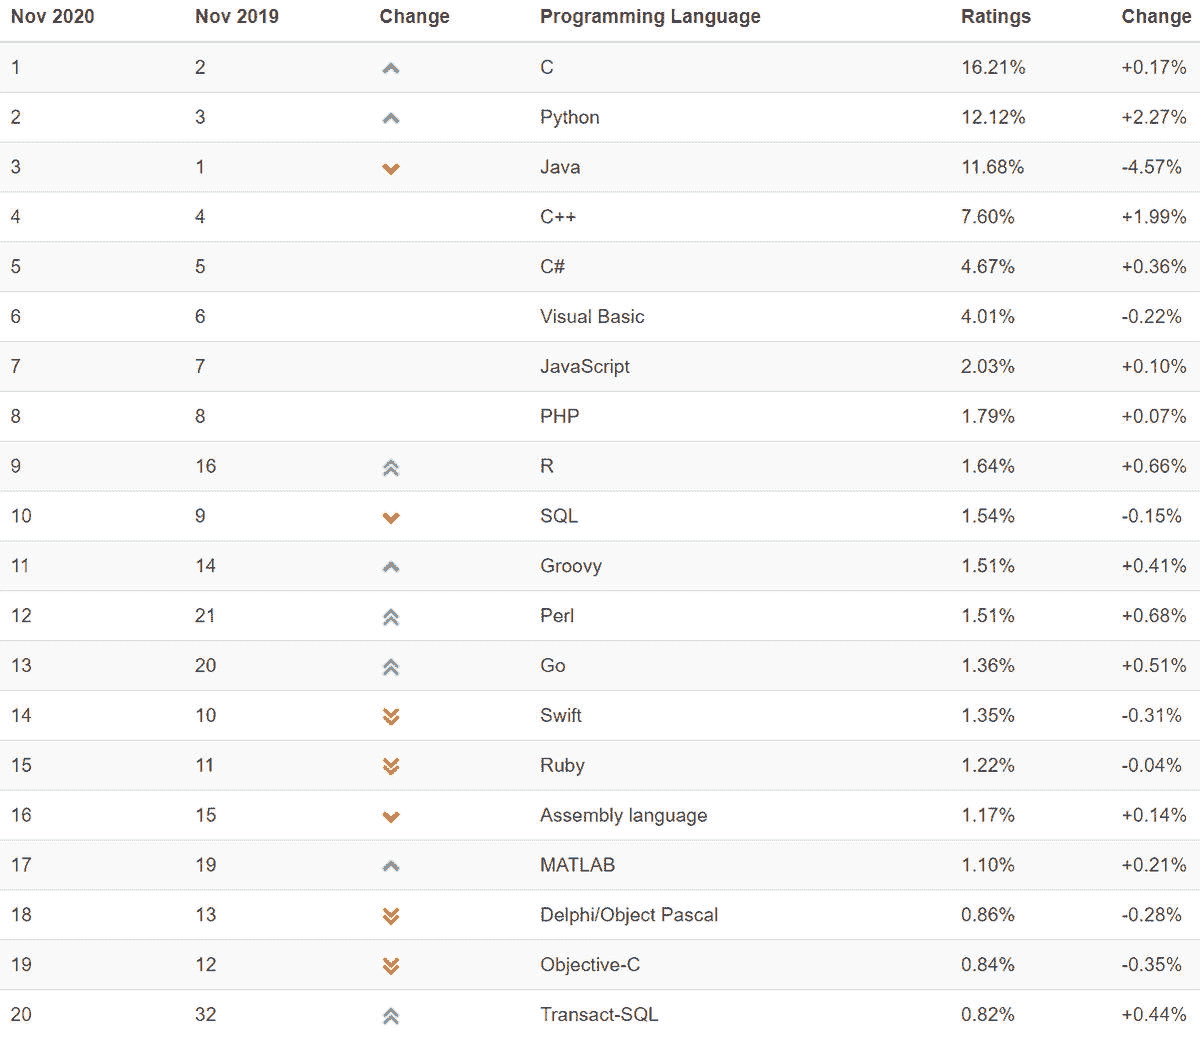 Nov 2020 Nov 2019 Change Programming Language Ratings Change
1 2 C 16.21% +0.17%
2 3 Python 12.12% +2.27%
3 1 Java 11.68% -4.57%
4 4 C++ 7.60% +1.99%
5 5 C# 4.67% +0.36%
6 6 Visual Basic 4.01% -0.22%
7 7 JavaScript 2.03% +0.10%
8 8 PHP 1.79% +0.07%
9 16 R 1.64% +0.66%
10 9 SQL 1.54% -0.15%
11 14 Groovy 1.51% +0.41%
12 21 Perl 1.51% +0.68%
13 20 Go 1.36% +0.51%
14 10 Swift 1.35% -0.31%
15 11 Ruby 1.22% -0.04%
16 15 Assembly language 1.17% +0.14%
17 19 MATLAB 1.10% +0.21%
18 13 Delphi/Object Pascal 0.86% -0.28%
19 12 Objective-C 0.84% -0.35%
20 32 Transact-SQL 0.82% +0.44%